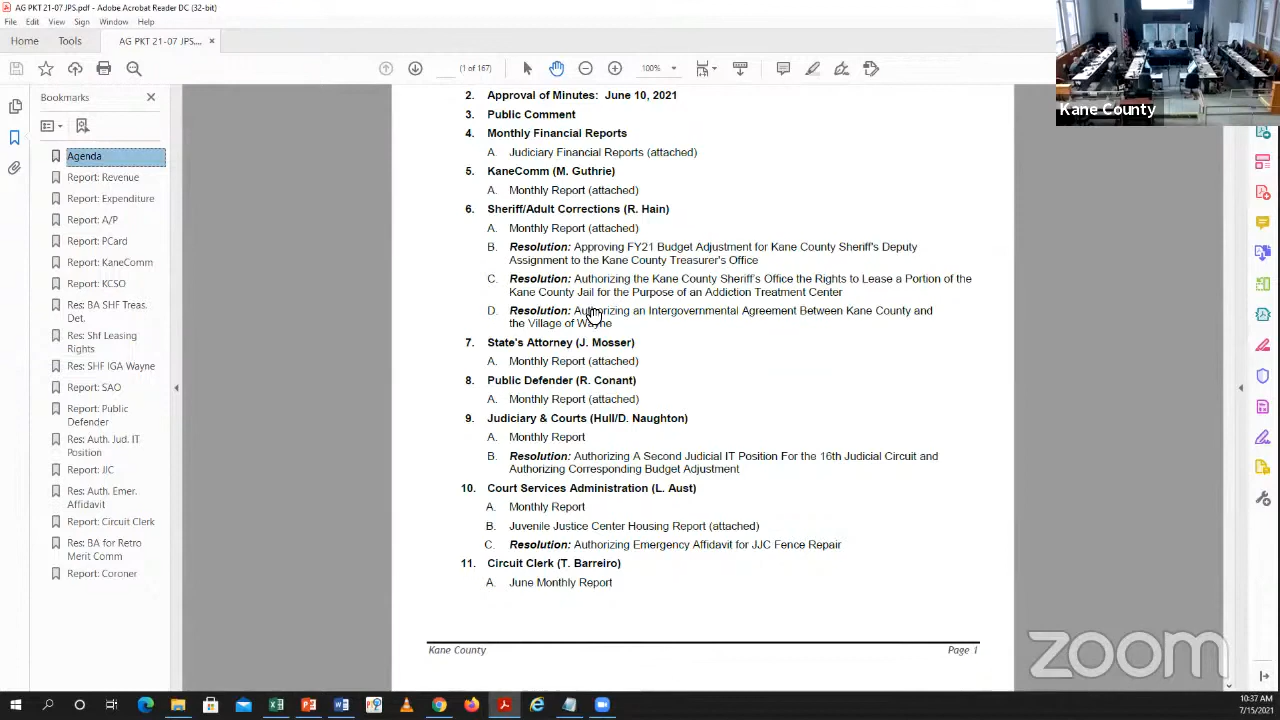 AG PKT 21-07 JPS.pdf - Adobe Acrobat Reader DC (32-bit)
File Edit View Sign Window Help
Home Tools AG PKT 21-07 JPS.... ×
(1 of 167) 100%
Kane County
Bookmarks
Agenda
Report: Revenue
Report: Expenditure
Report: A/P
Report: PCard
Report: KaneComm
Report: KCSO
Res: BA SHF Treas.
Det.
Res: Shf Leasing
Rights
Res: SHF IGA Wayne
Report: SAO
Report: Public
Defender
Res: Auth. Jud. IT
Position
Report: JJC
Res: Auth. Emer.
Affidavit
Report: Circuit Clerk
Res: BA for Retro
Merit Comm
Report: Coroner
2. Approval of Minutes: June 10, 2021
3. Public Comment
4. Monthly Financial Reports
A. Judiciary Financial Reports (attached)
5. KaneComm (M. Guthrie)
A. Monthly Report (attached)
6. Sheriff/Adult Corrections (R. Hain)
A. Monthly Report (attached)
B. Resolution: Approving FY21 Budget Adjustment for Kane County Sheriff's Deputy
Assignment to the Kane County Treasurer's Office
C. Resolution: Authorizing the Kane County Sheriff's Office the Rights to Lease a Portion of the
Kane County Jail for the Purpose of an Addiction Treatment Center
D. Resolution: Authorizing an Intergovernmental Agreement Between Kane County and
the Village of Wayne
7. State's Attorney (J. Mosser)
A. Monthly Report (attached)
8. Public Defender (R. Conant)
A. Monthly Report (attached)
9. Judiciary & Courts (Hull/D. Naughton)
A. Monthly Report
B. Resolution: Authorizing A Second Judicial IT Position For the 16th Judicial Circuit and
Authorizing Corresponding Budget Adjustment
10. Court Services Administration (L. Aust)
A. Monthly Report
B. Juvenile Justice Center Housing Report (attached)
C. Resolution: Authorizing Emergency Affidavit for JJC Fence Repair
11. Circuit Clerk (T. Barreiro)
A. June Monthly Report
Kane County Page 1
zoom
10:37 AM
7/15/2021